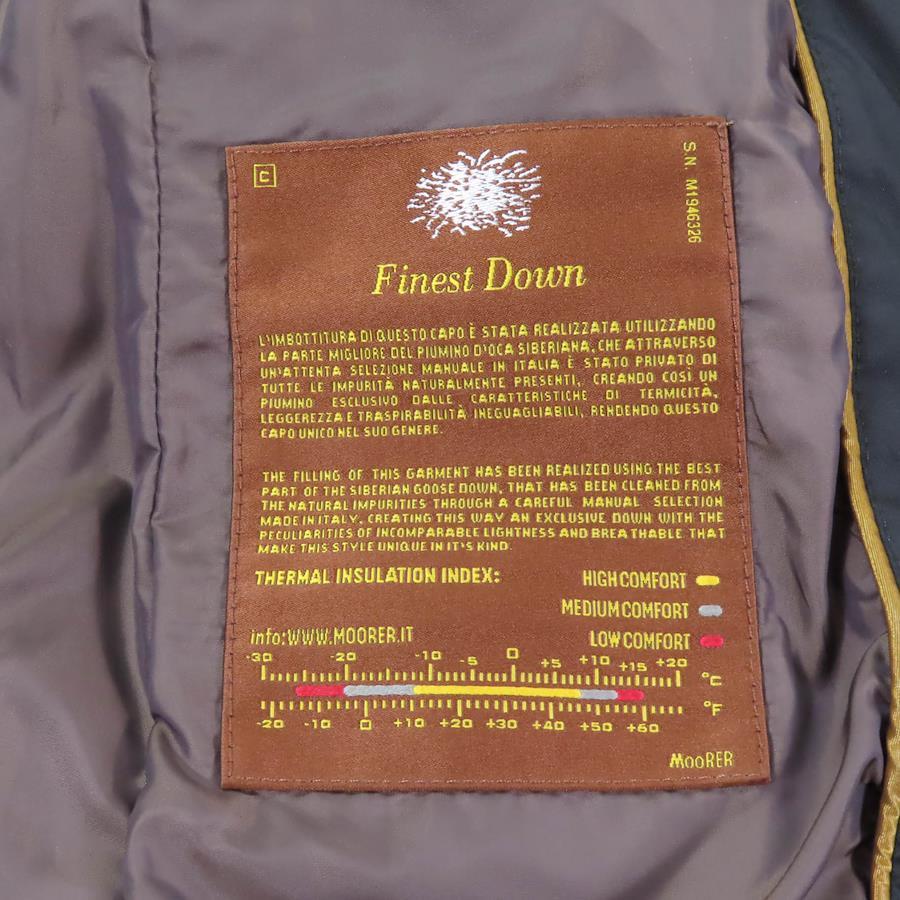 C
S.N. M1946326
Finest Down
L'IMBOTTITURA DI QUESTO CAPO È STATA REALIZZATA UTILIZZANDO
LA PARTE MIGLIORE DEL PIUMINO D'OCA SIBERIANA, CHE ATTRAVERSO
UN'ATTENTA SELEZIONE MANUALE IN ITALIA È STATO PRIVATO DI
TUTTE LE IMPURITÀ NATURALMENTE PRESENTI, CREANDO COSÌ UN
PIUMINO ESCLUSIVO DALLE CARATTERISTICHE DI TERMICITÀ,
LEGGEREZZA E TRASPIRABILITÀ INEGUAGLIABILI, RENDENDO QUESTO
CAPO UNICO NEL SUO GENERE.
THE FILLING OF THIS GARMENT HAS BEEN REALIZED USING THE BEST
PART OF THE SIBERIAN GOOSE DOWN, THAT HAS BEEN CLEANED FROM
THE NATURAL IMPURITIES THROUGH A CAREFUL MANUAL SELECTION
MADE IN ITALY, CREATING THIS WAY AN EXCLUSIVE DOWN WITH THE
PECULIARITIES OF INCOMPARABLE LIGHTNESS AND BREATHABLE THAT
MAKE THIS STYLE UNIQUE IN IT'S KIND.
THERMAL INSULATION INDEX: HIGH COMFORT
MEDIUM COMFORT
info:WWW.MOORER.IT LOW COMFORT
-30 -20 -10 -5 0 +5 +10 +15 +20
°C
°F
-20 -10 0 +10 +20 +30 +40 +50 +60
MOORER